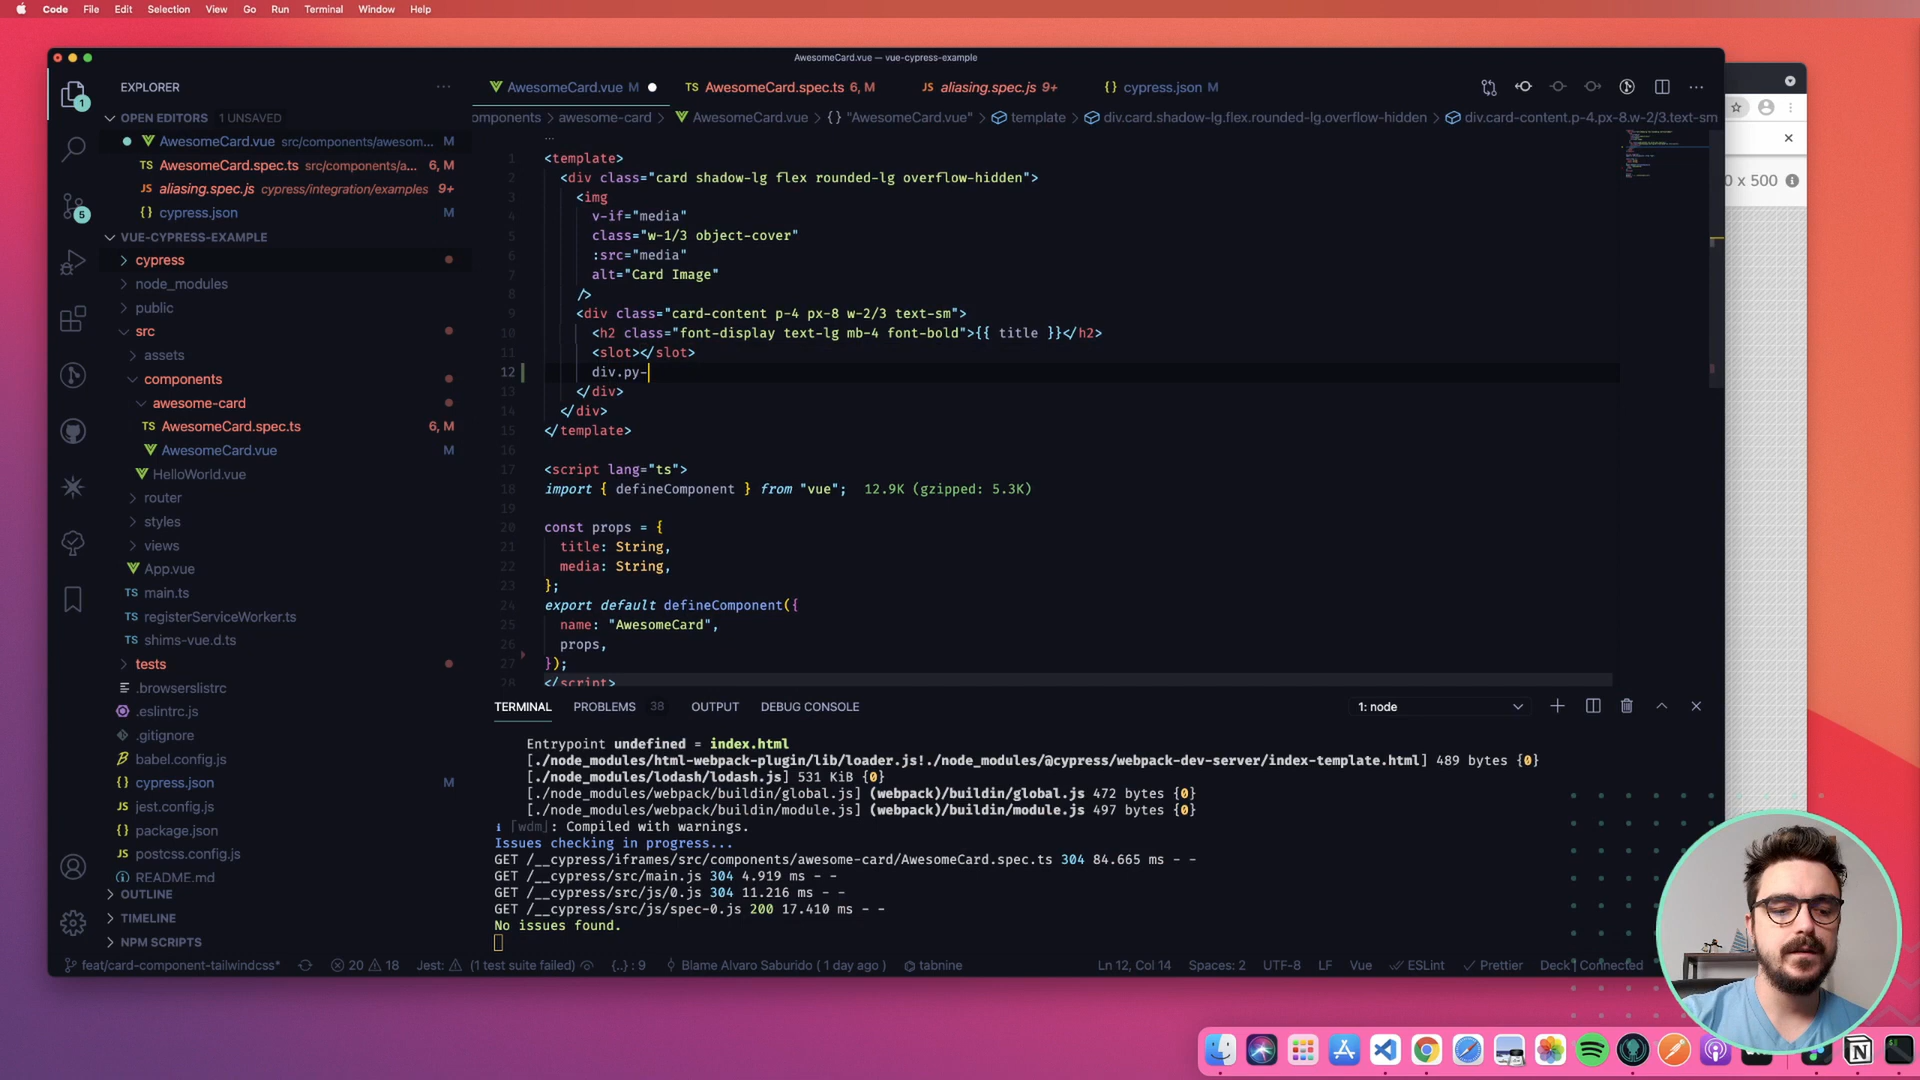 Code File Edit Selection View Go Run Terminal Window Help
AwesomeCard.vue — vue-cypress-example
EXPLORER
OPEN EDITORS 1 UNSAVED
AwesomeCard.vue src/components/awesom... M
AwesomeCard.spec.ts src/components/a... 6, M
aliasing.spec.js cypress/integration/examples 9+
cypress.json M
VUE-CYPRESS-EXAMPLE
cypress
node_modules
public
src
assets
components
awesome-card
AwesomeCard.spec.ts 6, M
AwesomeCard.vue M
HelloWorld.vue
router
styles
views
App.vue
main.ts
registerServiceWorker.ts
shims-vue.d.ts
tests
.browserslistrc
.eslintrc.js
.gitignore
babel.config.js
cypress.json M
jest.config.js
package.json
postcss.config.js
README.md
OUTLINE
TIMELINE
NPM SCRIPTS
1
5
AwesomeCard.vue M
AwesomeCard.spec.ts 6, M
aliasing.spec.js 9+
cypress.json M
omponents > awesome-card > AwesomeCard.vue > {} "AwesomeCard.vue" > template > div.card.shadow-lg.flex.rounded-lg.overflow-hidden > div.card-content.p-4.px-8.w-2/3.text-sm
1 <template>
2 <div class="card shadow-lg flex rounded-lg overflow-hidden">
3 <img
4 v-if="media"
5 class="w-1/3 object-cover"
6 :src="media"
7 alt="Card Image"
8 />
9 <div class="card-content p-4 px-8 w-2/3 text-sm">
10 <h2 class="font-display text-lg mb-4 font-bold">{{ title }}</h2>
11 <slot></slot>
12 div.py-
13 </div>
14 </div>
15 </template>
16
17 <script lang="ts">
18 import { defineComponent } from "vue"; 12.9K (gzipped: 5.3K)
19
20 const props = {
21 title: String,
22 media: String,
23 };
24 export default defineComponent({
25 name: "AwesomeCard",
26 props,
27 });
28 </script>
0 x 500
TERMINAL PROBLEMS 38 OUTPUT DEBUG CONSOLE
1: node
Entrypoint undefined = index.html
[./node_modules/html-webpack-plugin/lib/loader.js!./node_modules/@cypress/webpack-dev-server/index-template.html] 489 bytes {0}
[./node_modules/lodash/lodash.js] 531 KiB {0}
[./node_modules/webpack/buildin/global.js] (webpack)/buildin/global.js 472 bytes {0}
[./node_modules/webpack/buildin/module.js] (webpack)/buildin/module.js 497 bytes {0}
ℹ ｢wdm｣: Compiled with warnings.
Issues checking in progress...
GET /__cypress/iframes/src/components/awesome-card/AwesomeCard.spec.ts 304 84.665 ms - -
GET /__cypress/src/main.js 304 4.919 ms - -
GET /__cypress/src/js/0.js 304 11.216 ms - -
GET /__cypress/src/js/spec-0.js 200 17.410 ms - -
No issues found.
feat/card-component-tailwindcss* 20 18 Jest: (1 test suite failed) {..} : 9 Blame Alvaro Saburido ( 1 day ago ) tabnine Ln 12, Col 14 Spaces: 2 UTF-8 LF Vue ESLint Prettier Deck | Connected